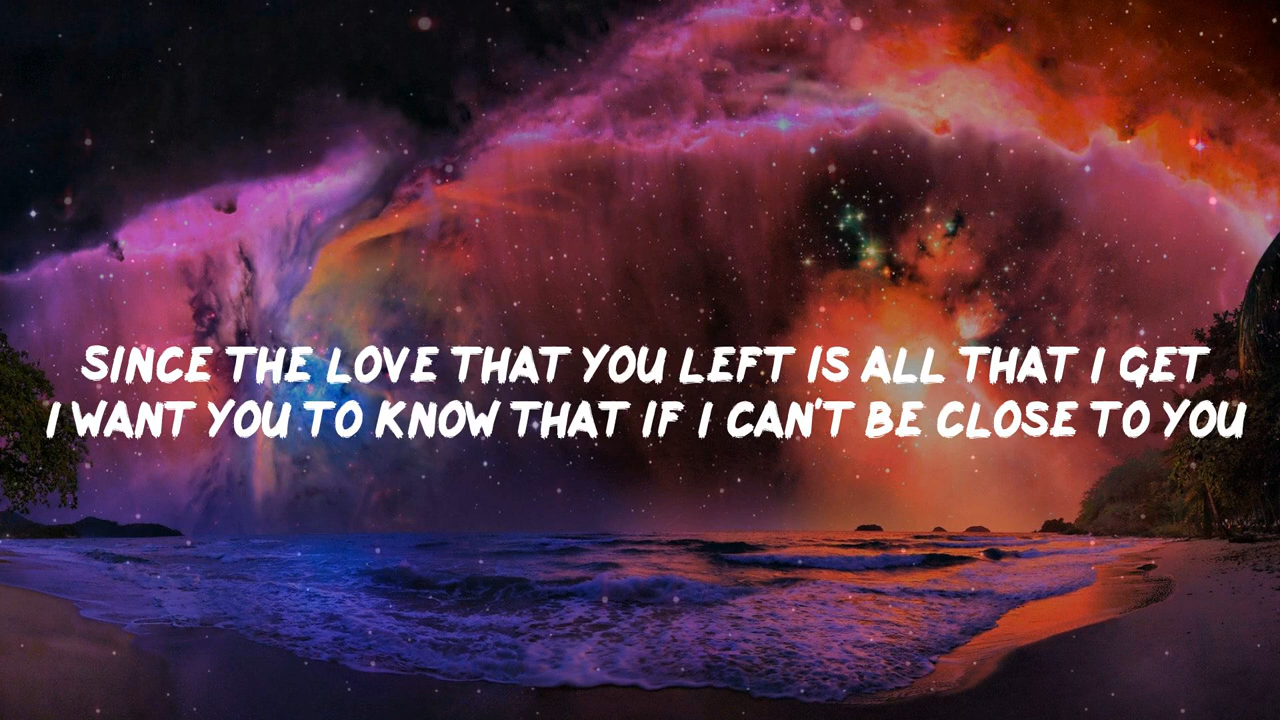 SINCE THE LOVE THAT YOU LEFT IS ALL THAT I GET
I WANT YOU TO KNOW THAT IF I CAN'T BE CLOSE TO YOU